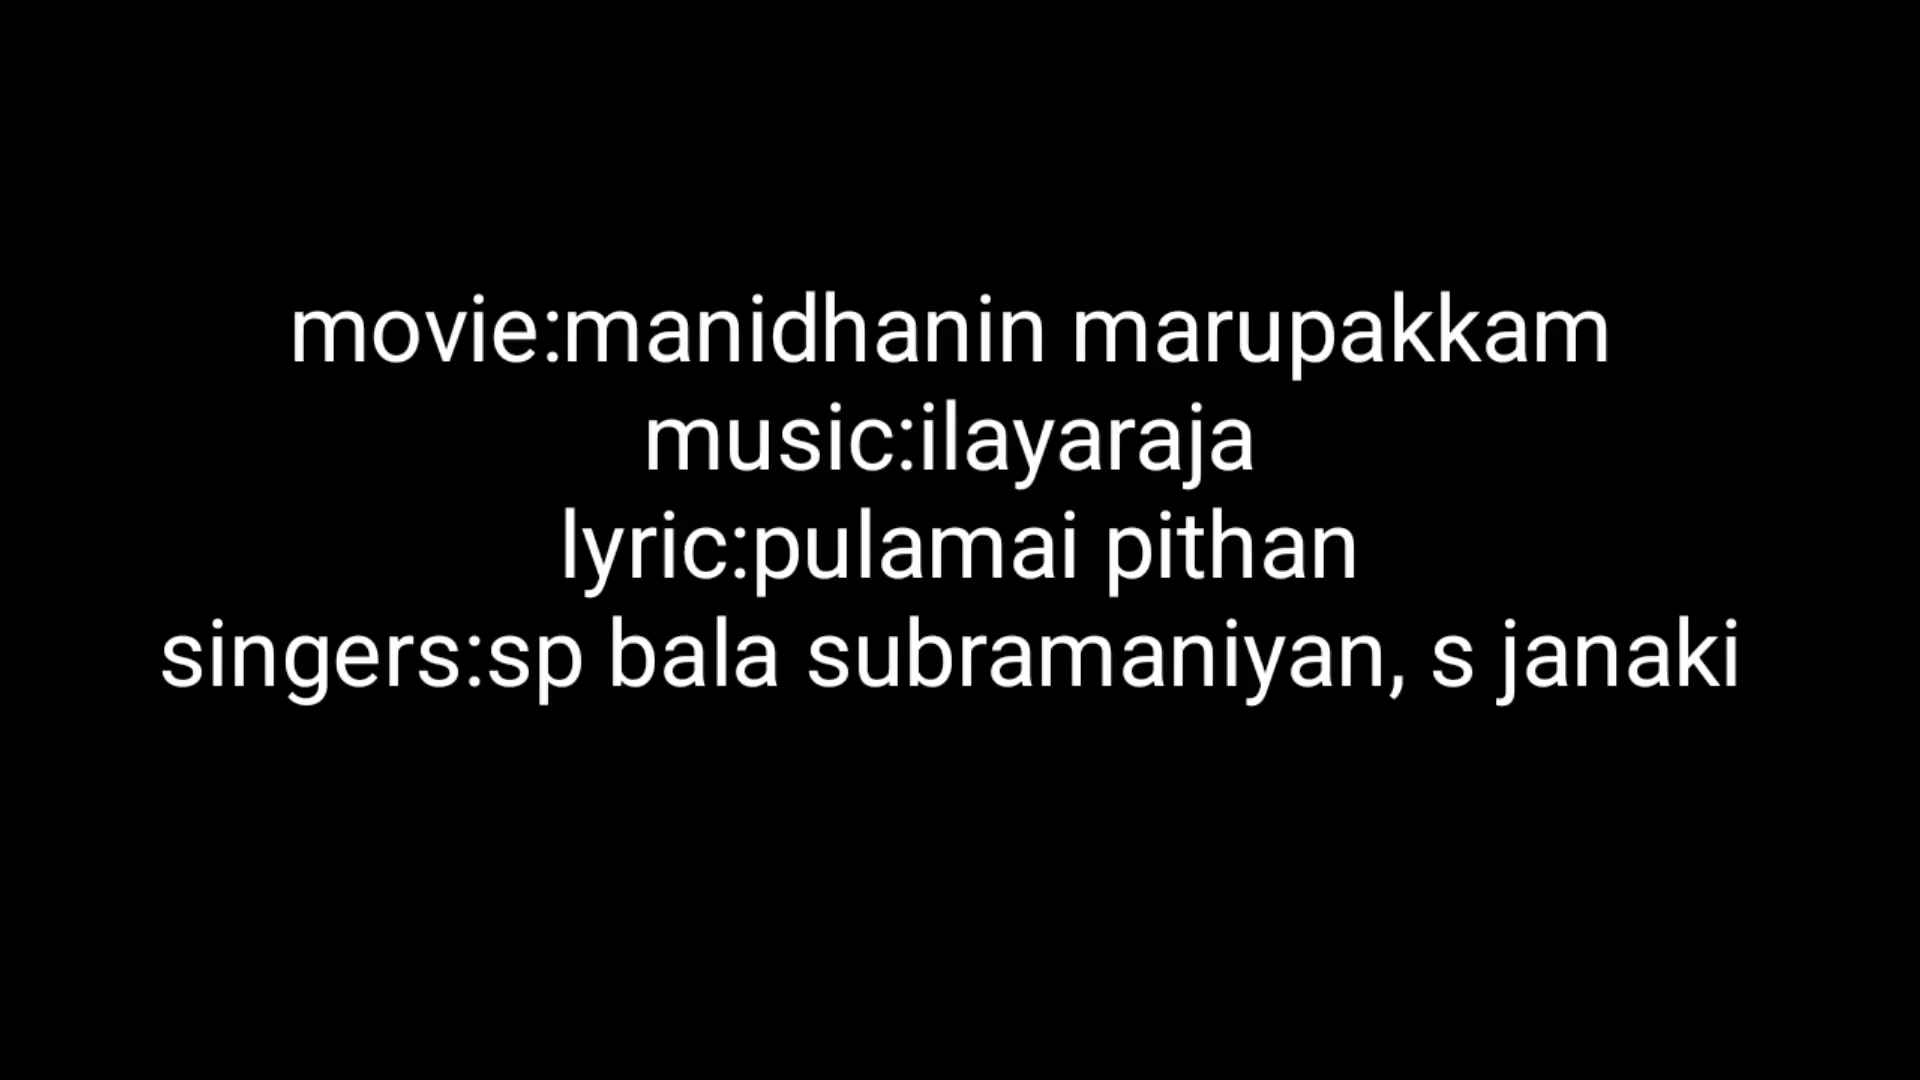 movie:manidhanin marupakkam
music:ilayaraja
lyric:pulamai pithan
singers:sp bala subramaniyan, s janaki